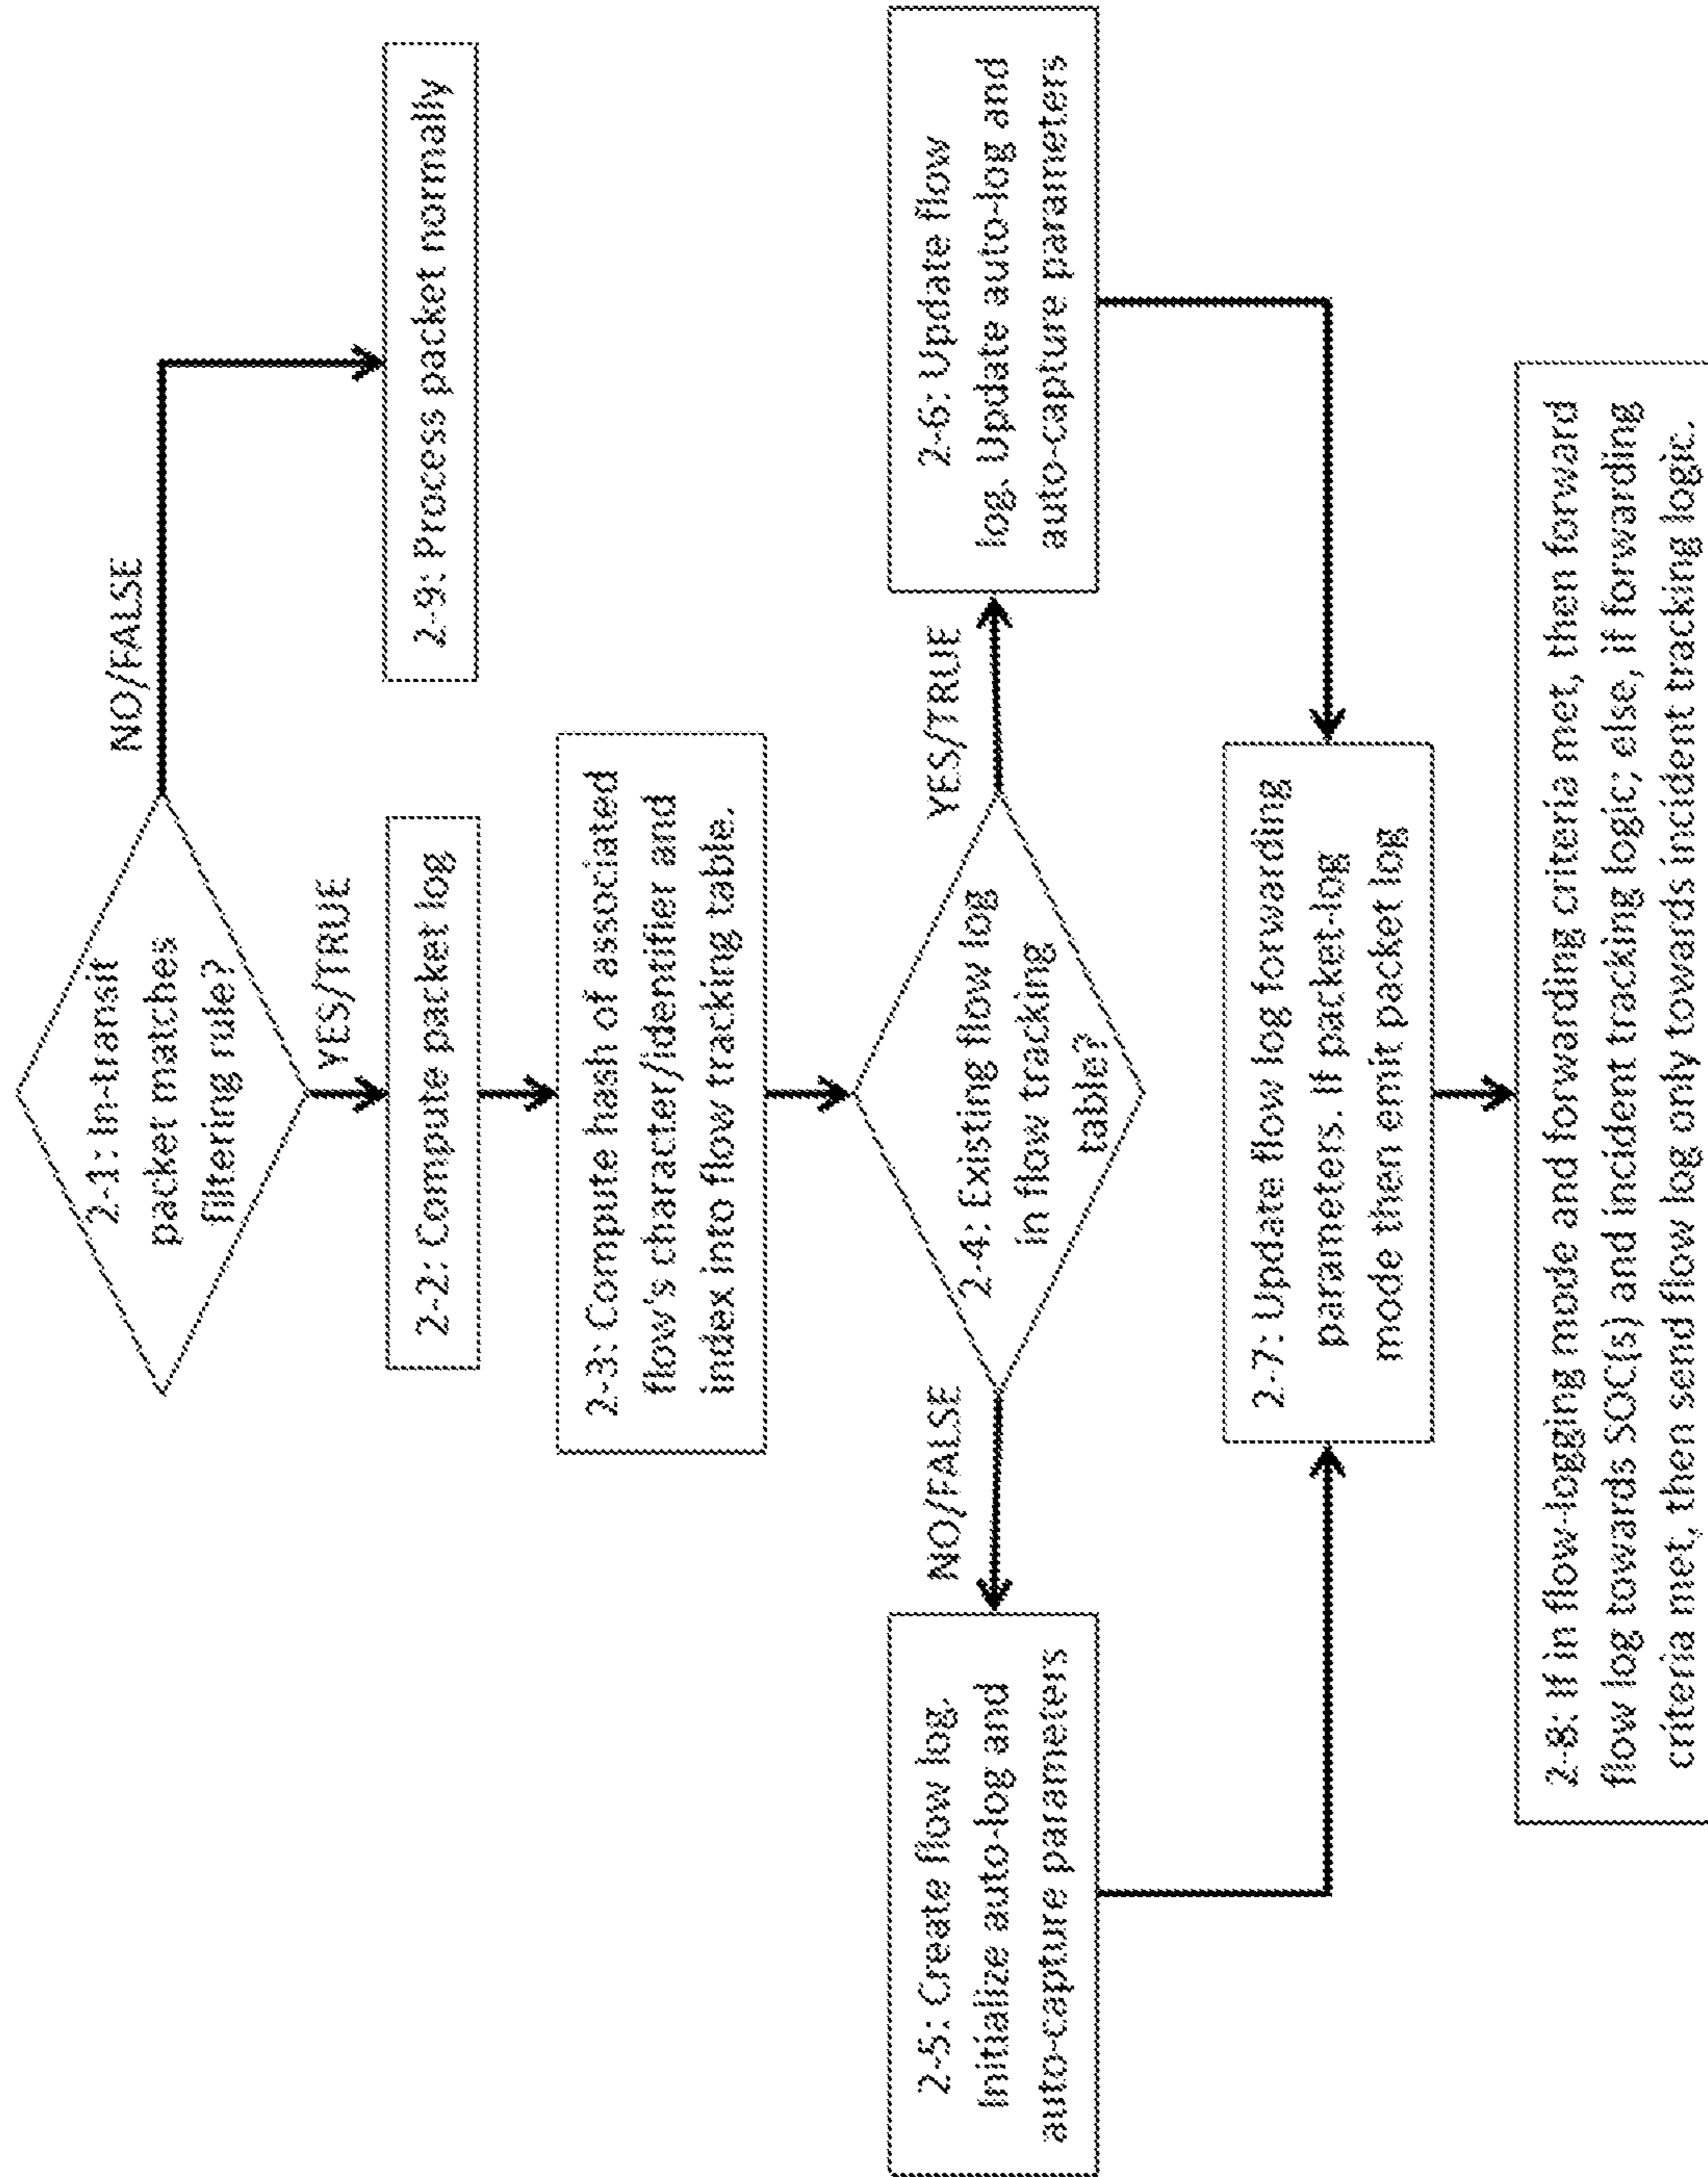 2-1: In-transit
packet matches
filtering rule?
NO/FALSE
YES/TRUE
2-9: Process packet normally
2-2: Compute packet log
2-3: Compute hash of associated
flow's character/identifier and
index into flow tracking table.
2-4: Existing flow log
in flow tracking
table?
NO/FALSE
YES/TRUE
2-5: Create flow log.
Initialize auto-log and
auto-capture parameters
2-6: Update flow
log. Update auto-log and
auto-capture parameters
2-7: Update flow log forwarding
parameters. If packet-log
mode then emit packet log
2-8: If in flow-logging mode and forwarding criteria met, then forward
flow log towards SOC(s) and incident tracking logic; else, if forwarding
criteria met, then send flow log only towards incident tracking logic.